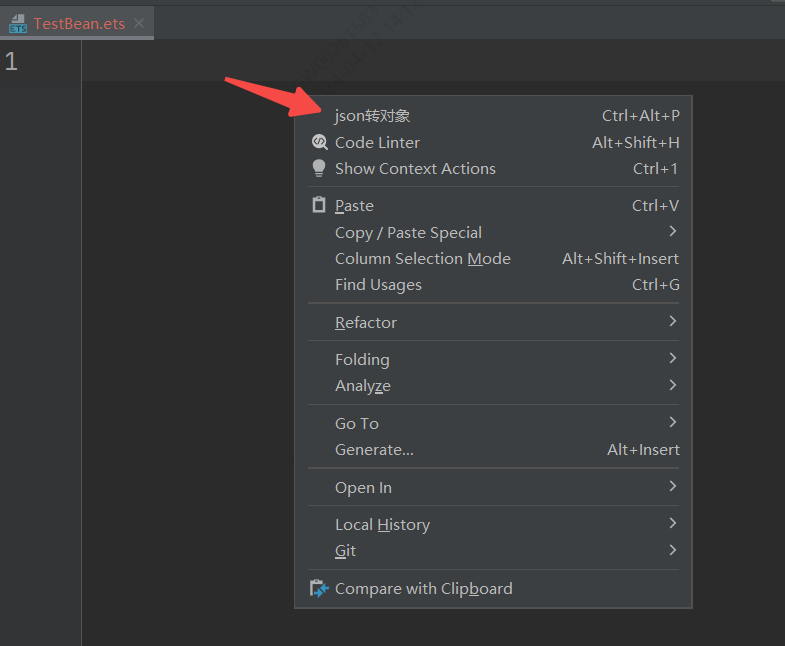 ETS TestBean.ets
1
json转对象 Ctrl+Alt+P
Code Linter Alt+Shift+H
Show Context Actions Ctrl+1
Paste Ctrl+V
Copy / Paste Special
Column Selection Mode Alt+Shift+Insert
Find Usages Ctrl+G
Refactor
Folding
Analyze
Go To
Generate... Alt+Insert
Open In
Local History
Git
Compare with Clipboard